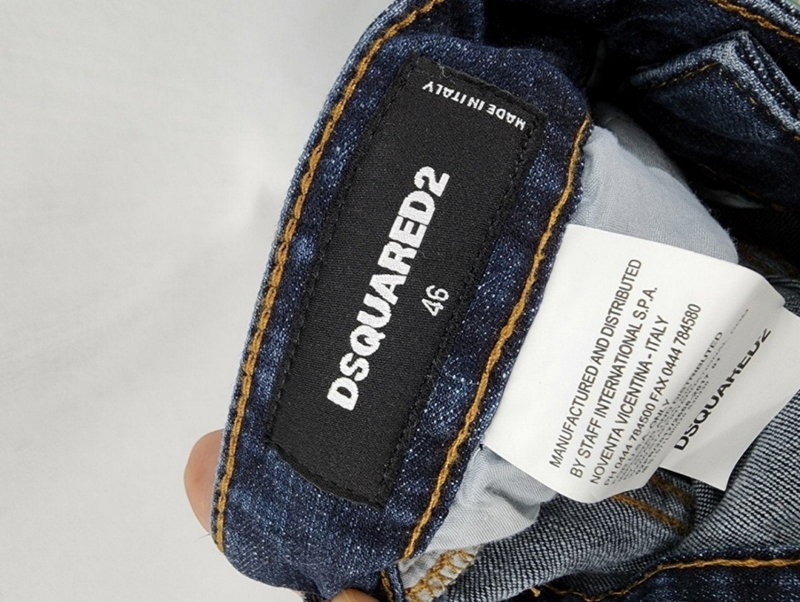 MADE IN ITALY
DSQUARED2
46
MANUFACTURED AND DISTRIBUTED
BY STAFF INTERNATIONAL S.P.A.
NOVENTA VICENTINA - ITALY
PH 0444 784500 FAX 0444 784580
DSQUARED2